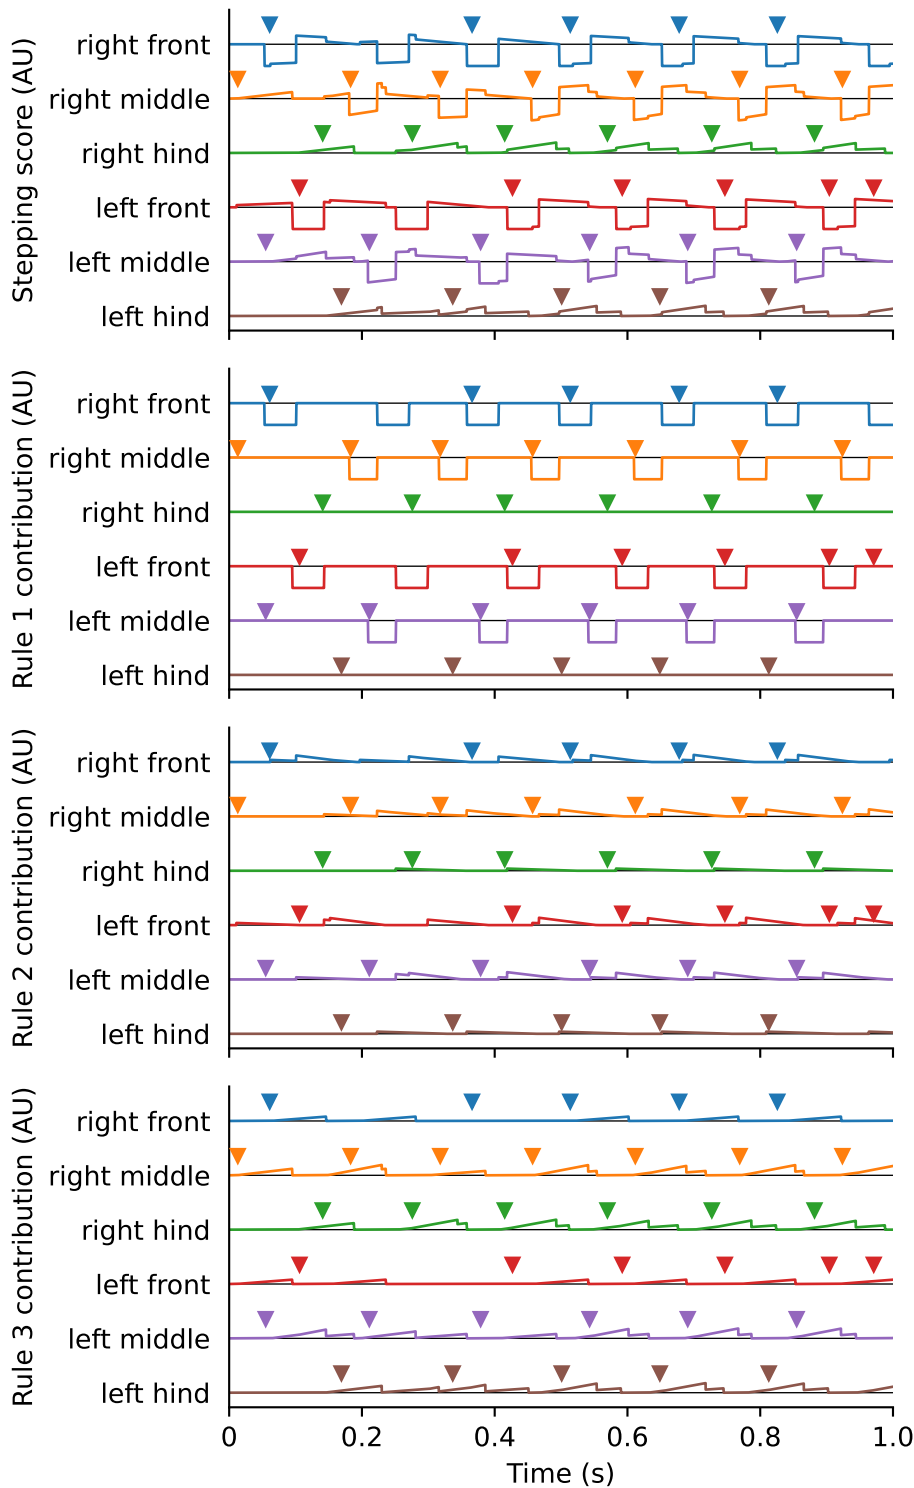 Stepping score (AU)
right front
right middle
right hind
left front
left middle
left hind
Rule 1 contribution (AU)
right front
right middle
right hind
left front
left middle
left hind
Rule 2 contribution (AU)
right front
right middle
right hind
left front
left middle
left hind
Rule 3 contribution (AU)
right front
right middle
right hind
left front
left middle
left hind
0 0.2 0.4 0.6 0.8 1.0
Time (s)